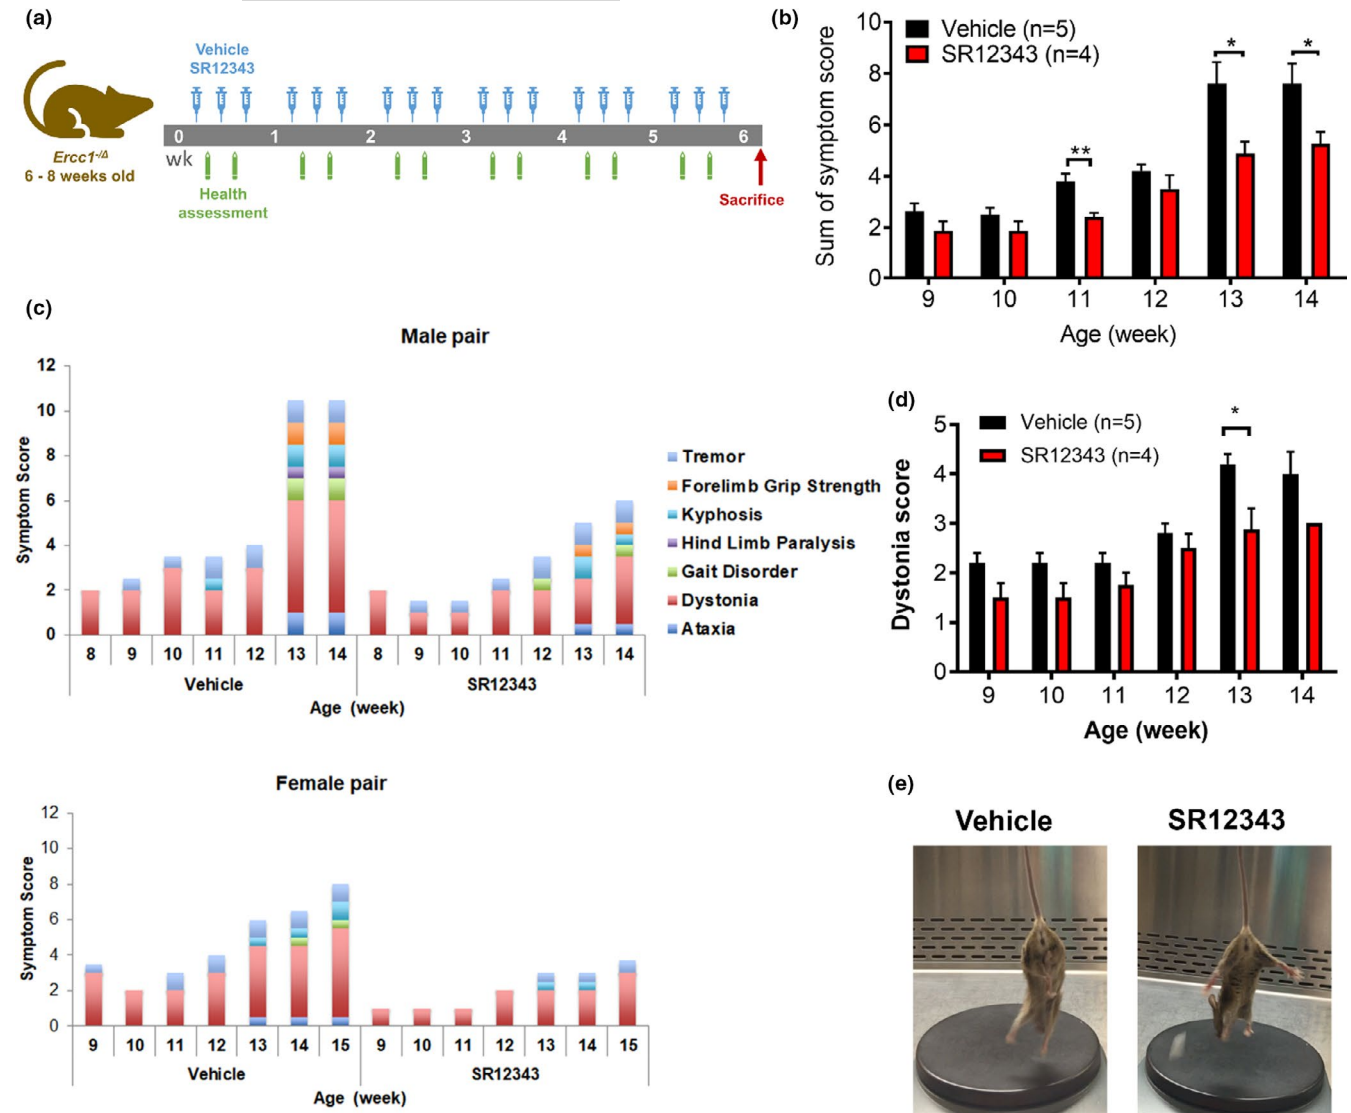 (a)
Vehicle
SR12343
0 1 2 3 4 5 6
wk
Ercc1-/Δ
6 - 8 weeks old
Health
assessment
Sacrifice
(b)
Vehicle (n=5)
SR12343 (n=4)
Sum of symptom score
10
8
6
4
2
0
** * *
9 10 11 12 13 14
Age (week)
(c)
Male pair
Symptom Score
12
10
8
6
4
2
0
8 9 10 11 12 13 14 8 9 10 11 12 13 14
Vehicle SR12343
Age (week)
Tremor
Forelimb Grip Strength
Kyphosis
Hind Limb Paralysis
Gait Disorder
Dystonia
Ataxia
Female pair
Symptom Score
12
10
8
6
4
2
0
9 10 11 12 13 14 15 9 10 11 12 13 14 15
Vehicle SR12343
Age (week)
(d)
Vehicle (n=5)
SR12343 (n=4)
Dystonia score
5
4
3
2
1
0
*
9 10 11 12 13 14
Age (week)
(e)
Vehicle SR12343